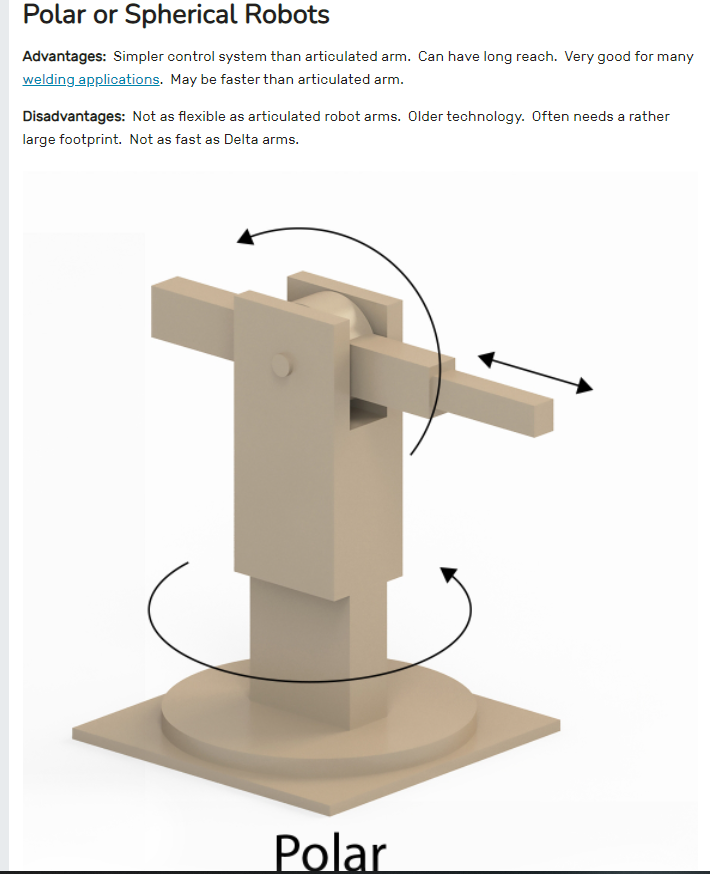 Polar or Spherical Robots
Advantages: Simpler control system than articulated arm. Can have long reach. Very good for many
welding applications. May be faster than articulated arm.
Disadvantages: Not as flexible as articulated robot arms. Older technology. Often needs a rather
large footprint. Not as fast as Delta arms.
Polar